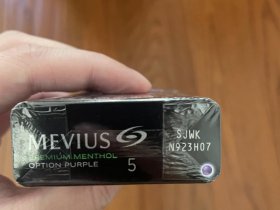 MEVIUS
PREMIUM MENTHOL
OPTION PURPLE 5
SJWK
N923H07